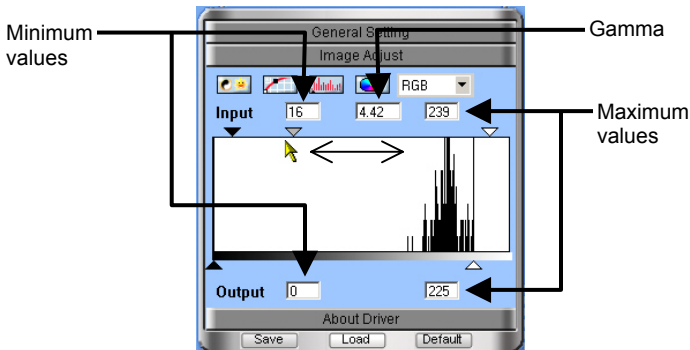 Minimum
values
General Setting
Gamma
Image Adjust
RGB
Input 16 4.42 239
Maximum
values
Output 0 225
About Driver
Save Load Default